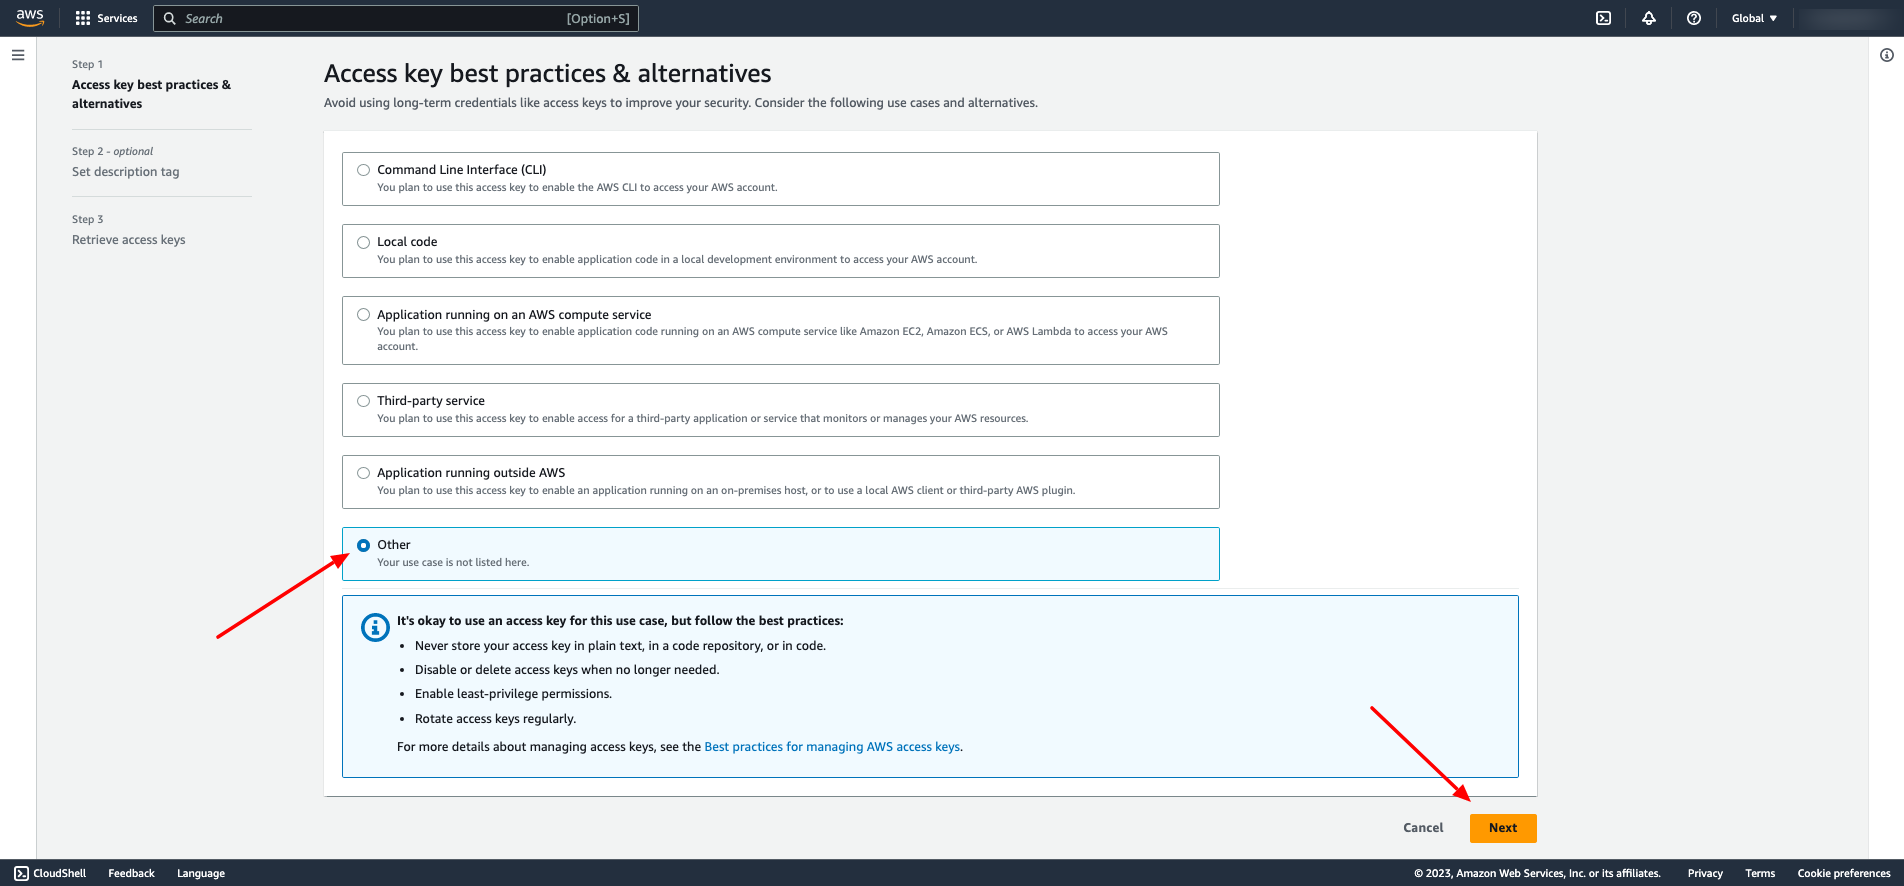 aws
Services
Search
[Option+S]
Global
Step 1
Access key best practices &
alternatives
Step 2 - optional
Set description tag
Step 3
Retrieve access keys
Access key best practices & alternatives
Avoid using long-term credentials like access keys to improve your security. Consider the following use cases and alternatives.
Command Line Interface (CLI)
You plan to use this access key to enable the AWS CLI to access your AWS account.
Local code
You plan to use this access key to enable application code in a local development environment to access your AWS account.
Application running on an AWS compute service
You plan to use this access key to enable application code running on an AWS compute service like Amazon EC2, Amazon ECS, or AWS Lambda to access your AWS
account.
Third-party service
You plan to use this access key to enable access for a third-party application or service that monitors or manages your AWS resources.
Application running outside AWS
You plan to use this access key to enable an application running on an on-premises host, or to use a local AWS client or third-party AWS plugin.
Other
Your use case is not listed here.
It's okay to use an access key for this use case, but follow the best practices:
• Never store your access key in plain text, in a code repository, or in code.
• Disable or delete access keys when no longer needed.
• Enable least-privilege permissions.
• Rotate access keys regularly.
For more details about managing access keys, see the Best practices for managing AWS access keys.
Cancel
Next
CloudShell
Feedback
Language
© 2023, Amazon Web Services, Inc. or its affiliates.
Privacy
Terms
Cookie preferences